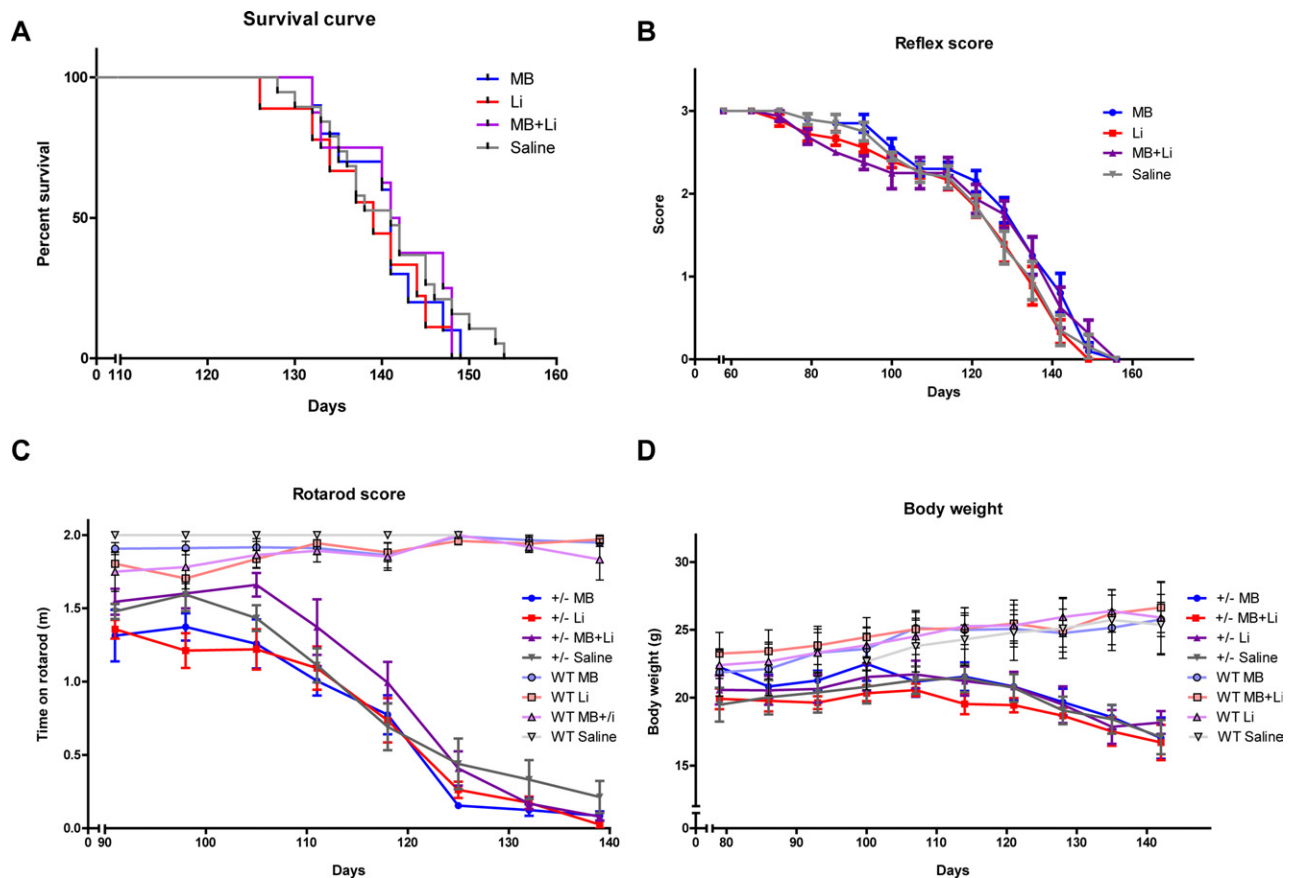 A
Survival curve
Percent survival
100
50
0
0 110 120 130 140 150 160
Days
MB
Li
MB+Li
Saline
B
Reflex score
Score
3
2
1
0
0 60 80 100 120 140 160
Days
MB
Li
MB+Li
Saline
C
Rotarod score
Time on rotarod (m)
2.0
1.5
1.0
0.5
0.0
0 90 100 110 120 130 140
Days
+/- MB
+/- Li
+/- MB+Li
+/- Saline
WT MB
WT Li
WT MB+/i
WT Saline
D
Body weight
Body weight (g)
30
25
20
15
0
0 80 90 100 110 120 130 140
Days
+/- MB
+/- MB+Li
+/- Li
+/- Saline
WT MB
WT MB+Li
WT Li
WT Saline